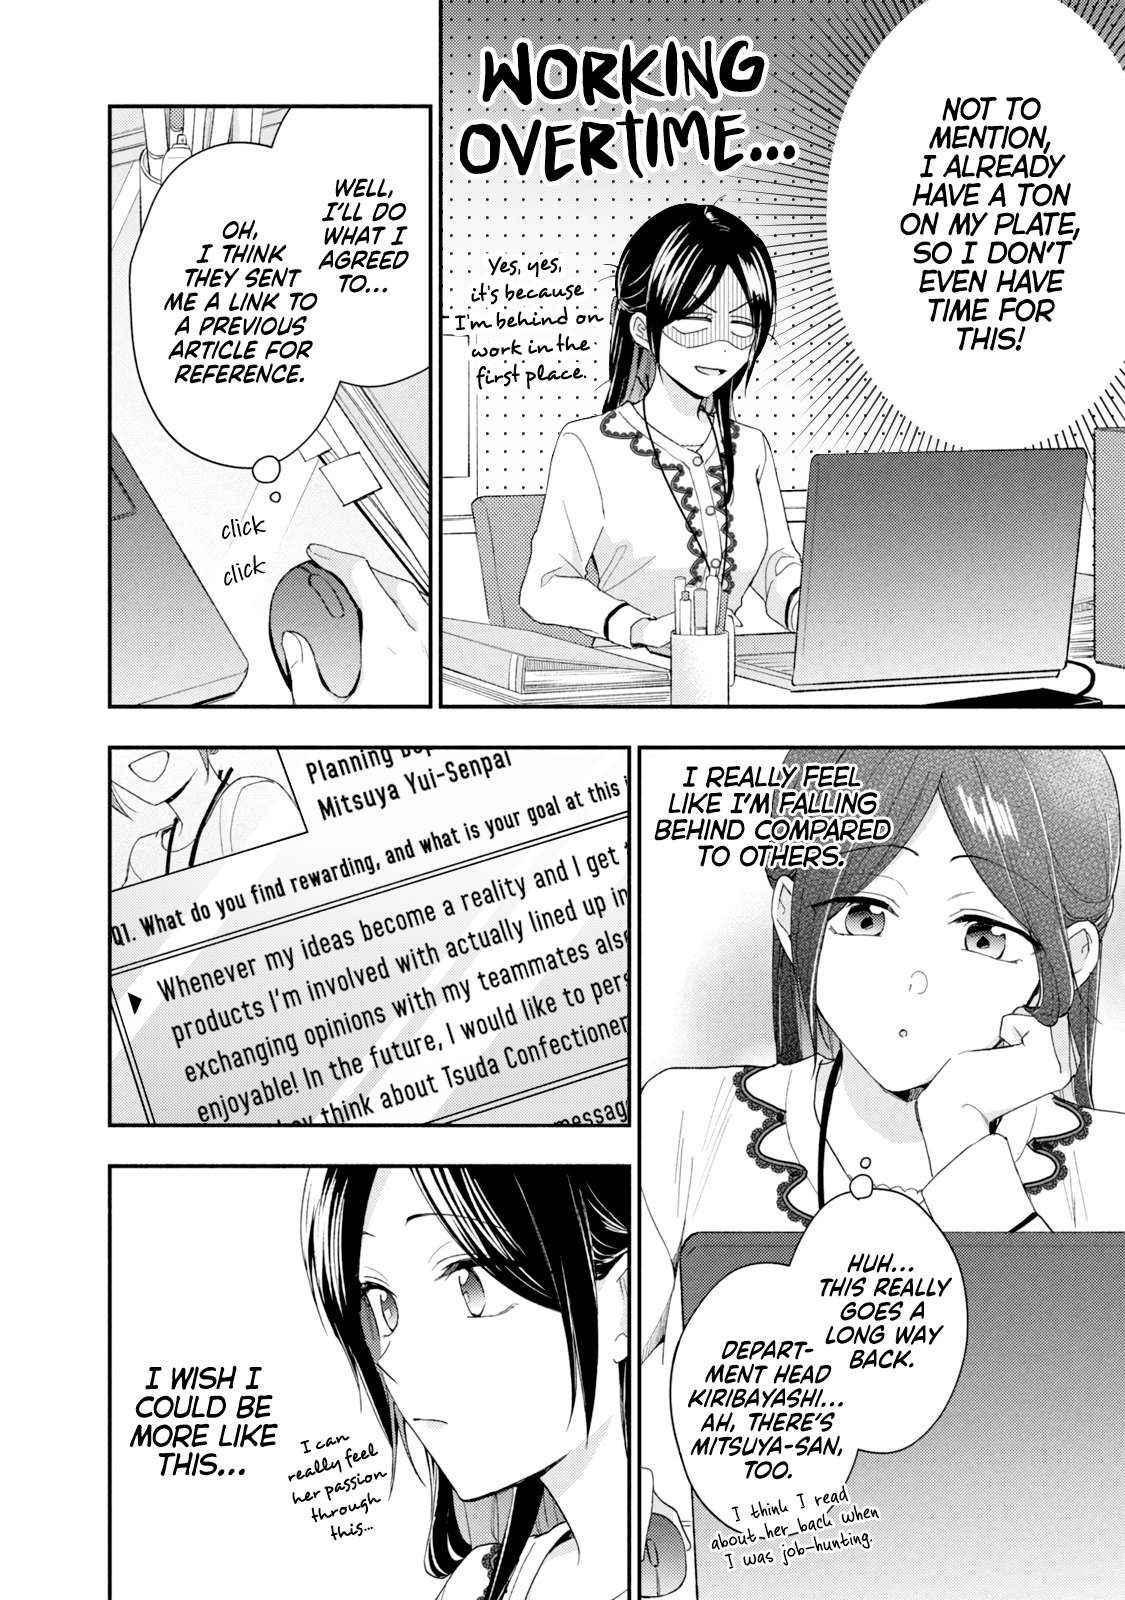 NOT TO
MENTION,
I ALREADY
HAVE A TON
ON MY PLATE,
SO I DON'T
EVEN HAVE
TIME FOR
THIS!
WORKING
OVERTIME...
Yes, yes,
it's because
I'm behind on
work in the
first place.
WELL,
I'LL DO
WHAT I
AGREED
TO...
OH,
I THINK
THEY SENT
ME A LINK TO
A PREVIOUS
ARTICLE FOR
REFERENCE.
click
click
I REALLY FEEL
LIKE I'M FALLING
BEHIND COMPARED
TO OTHERS.
HUH...
THIS REALLY
GOES A
LONG WAY
BACK.
DEPART-
MENT HEAD
KIRIBAYASHI...
AH, THERE'S
MITSUYA-SAN,
TOO.
I think I read
about her back when
I was job-hunting.
Planning
Mitsuya Yui-Senpai
Q1. What do you find rewarding, and what is your goal at this
Whenever my ideas become a reality and I get
products I'm involved with actually lined up in
exchanging opinions with my teammates also
enjoyable! In the future, I would like to
think about Tsuda
message
I WISH I
COULD BE
MORE LIKE
THIS...
I can
really feel
her passion
through
this...